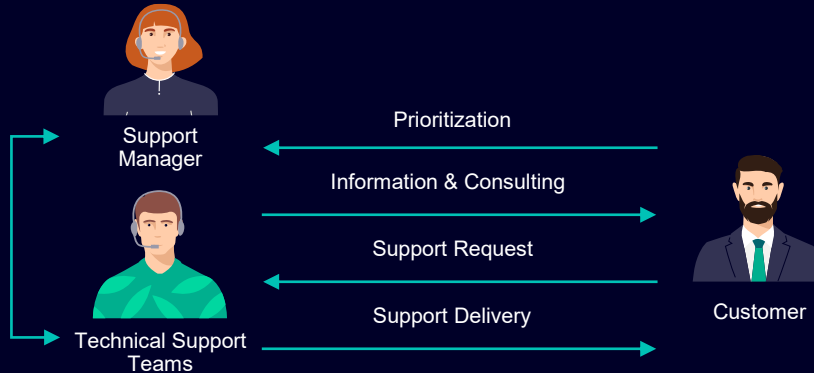 Support
Manager
Prioritization
Information & Consulting
Support Request
Support Delivery
Technical Support
Teams
Customer